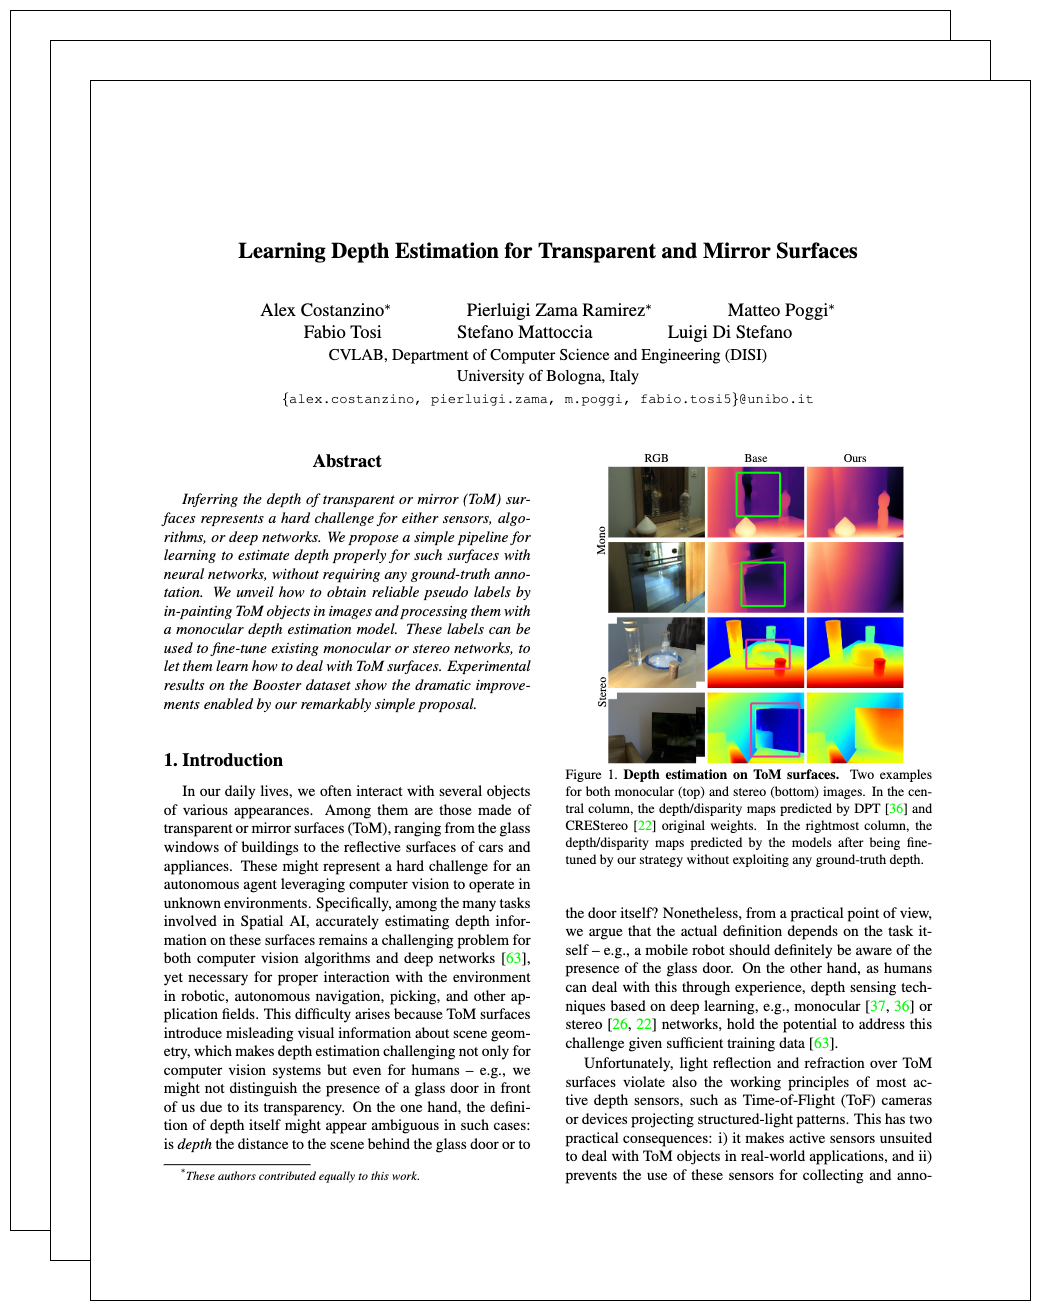 Learning Depth Estimation for Transparent and Mirror Surfaces
Alex Costanzino* Pierluigi Zama Ramirez* Matteo Poggi*
Fabio Tosi Stefano Mattoccia Luigi Di Stefano
CVLAB, Department of Computer Science and Engineering (DISI)
University of Bologna, Italy
{alex.costanzino, pierluigi.zama, m.poggi, fabio.tosi5}@unibo.it
Abstract
Inferring the depth of transparent or mirror (ToM) sur-
faces represents a hard challenge for either sensors, algo-
rithms, or deep networks. We propose a simple pipeline for
learning to estimate depth properly for such surfaces with
neural networks, without requiring any ground-truth anno-
tation. We unveil how to obtain reliable pseudo labels by
in-painting ToM objects in images and processing them with
a monocular depth estimation model. These labels can be
used to fine-tune existing monocular or stereo networks, to
let them learn how to deal with ToM surfaces. Experimental
results on the Booster dataset show the dramatic improve-
ments enabled by our remarkably simple proposal.
1. Introduction
In our daily lives, we often interact with several objects
of various appearances. Among them are those made of
transparent or mirror surfaces (ToM), ranging from the glass
windows of buildings to the reflective surfaces of cars and
appliances. These might represent a hard challenge for an
autonomous agent leveraging computer vision to operate in
unknown environments. Specifically, among the many tasks
involved in Spatial AI, accurately estimating depth infor-
mation on these surfaces remains a challenging problem for
both computer vision algorithms and deep networks [63],
yet necessary for proper interaction with the environment
in robotic, autonomous navigation, picking, and other ap-
plication fields. This difficulty arises because ToM surfaces
introduce misleading visual information about scene geom-
etry, which makes depth estimation challenging not only for
computer vision systems but even for humans – e.g., we
might not distinguish the presence of a glass door in front
of us due to its transparency. On the one hand, the defini-
tion of depth itself might appear ambiguous in such cases:
is depth the distance to the scene behind the glass door or to
*These authors contributed equally to this work.
RGB Base Ours
Mono
Stereo
Figure 1. Depth estimation on ToM surfaces. Two examples
for both monocular (top) and stereo (bottom) images. In the cen-
tral column, the depth/disparity maps predicted by DPT [36] and
CREStereo [22] original weights. In the rightmost column, the
depth/disparity maps predicted by the models after being fine-
tuned by our strategy without exploiting any ground-truth depth.
the door itself? Nonetheless, from a practical point of view,
we argue that the actual definition depends on the task it-
self – e.g., a mobile robot should definitely be aware of the
presence of the glass door. On the other hand, as humans
can deal with this through experience, depth sensing tech-
niques based on deep learning, e.g., monocular [37, 36] or
stereo [26, 22] networks, hold the potential to address this
challenge given sufficient training data [63].
Unfortunately, light reflection and refraction over ToM
surfaces violate also the working principles of most ac-
tive depth sensors, such as Time-of-Flight (ToF) cameras
or devices projecting structured-light patterns. This has two
practical consequences: i) it makes active sensors unsuited
to deal with ToM objects in real-world applications, and ii)
prevents the use of these sensors for collecting and anno-